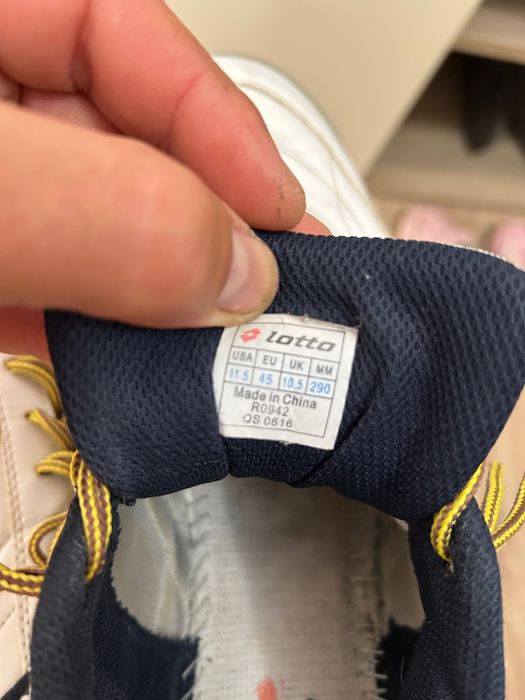 lotto
USA EU UK MM
11.5 45 10.5 290
Made in China
R0942
QS 0616